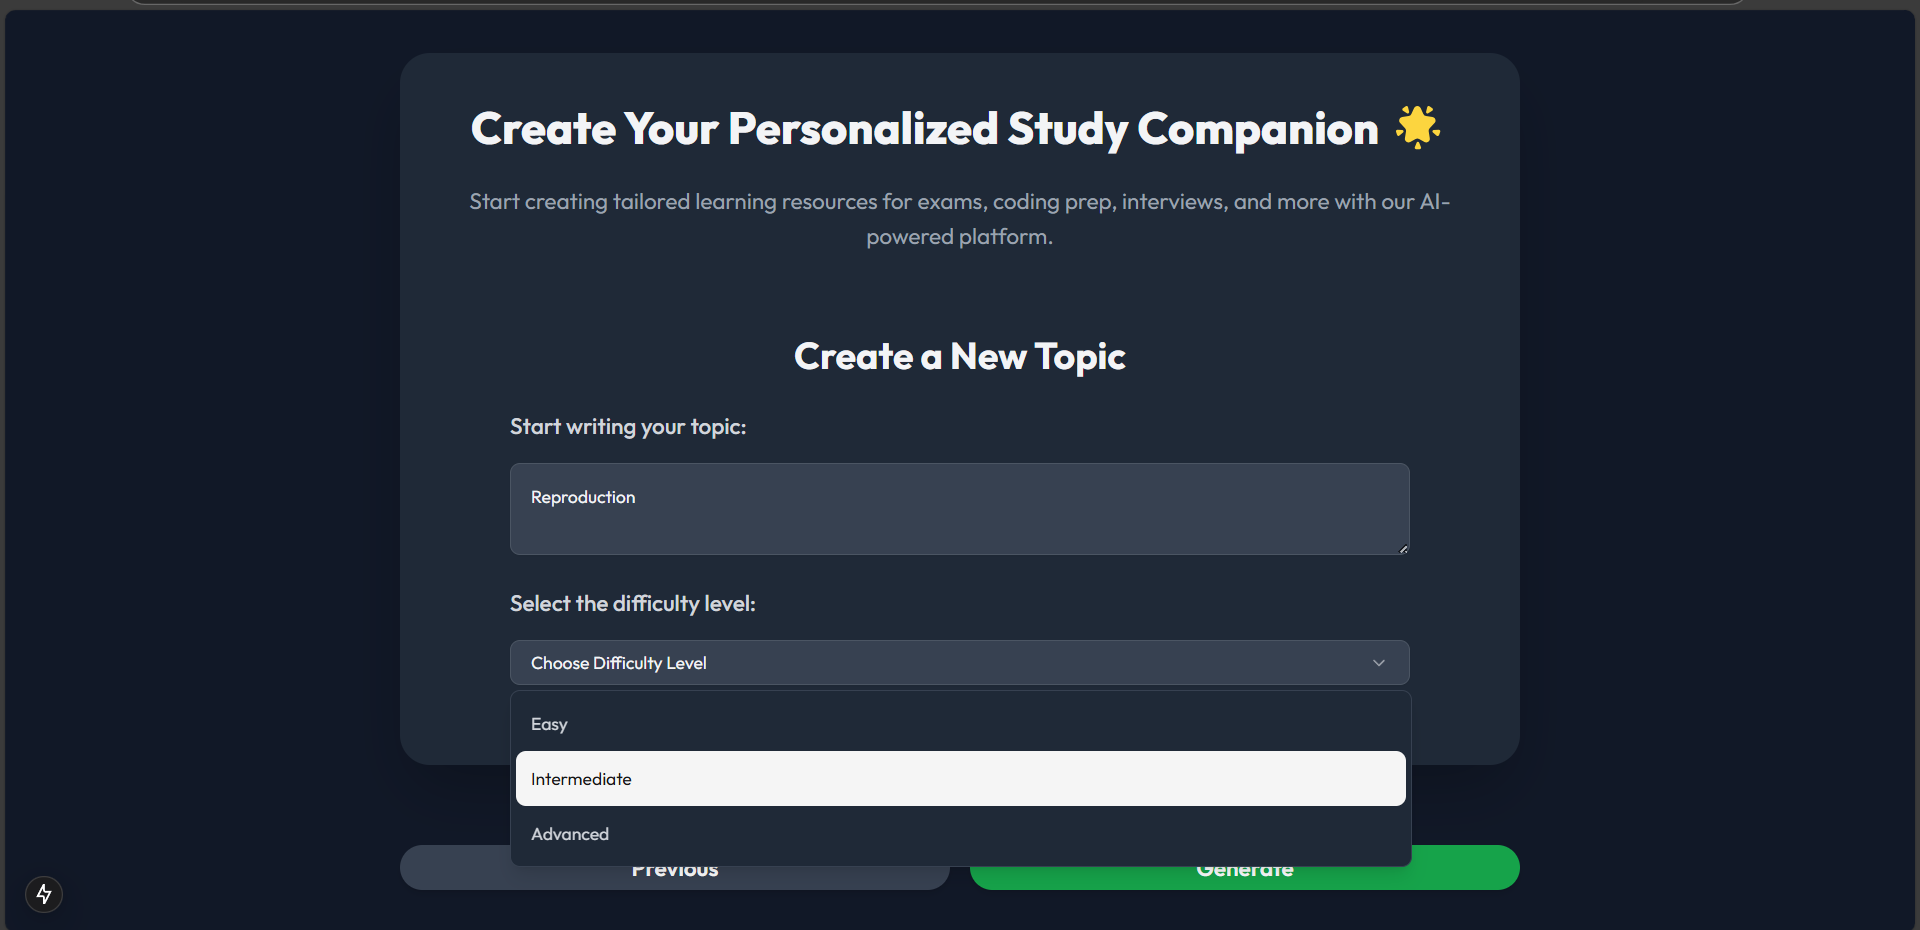 Create Your Personalized Study Companion 🌟
Start creating tailored learning resources for exams, coding prep, interviews, and more with our AI-
powered platform.
Create a New Topic
Start writing your topic:
Reproduction
Select the difficulty level:
Choose Difficulty Level
Easy
Intermediate
Advanced
Previous
Generate